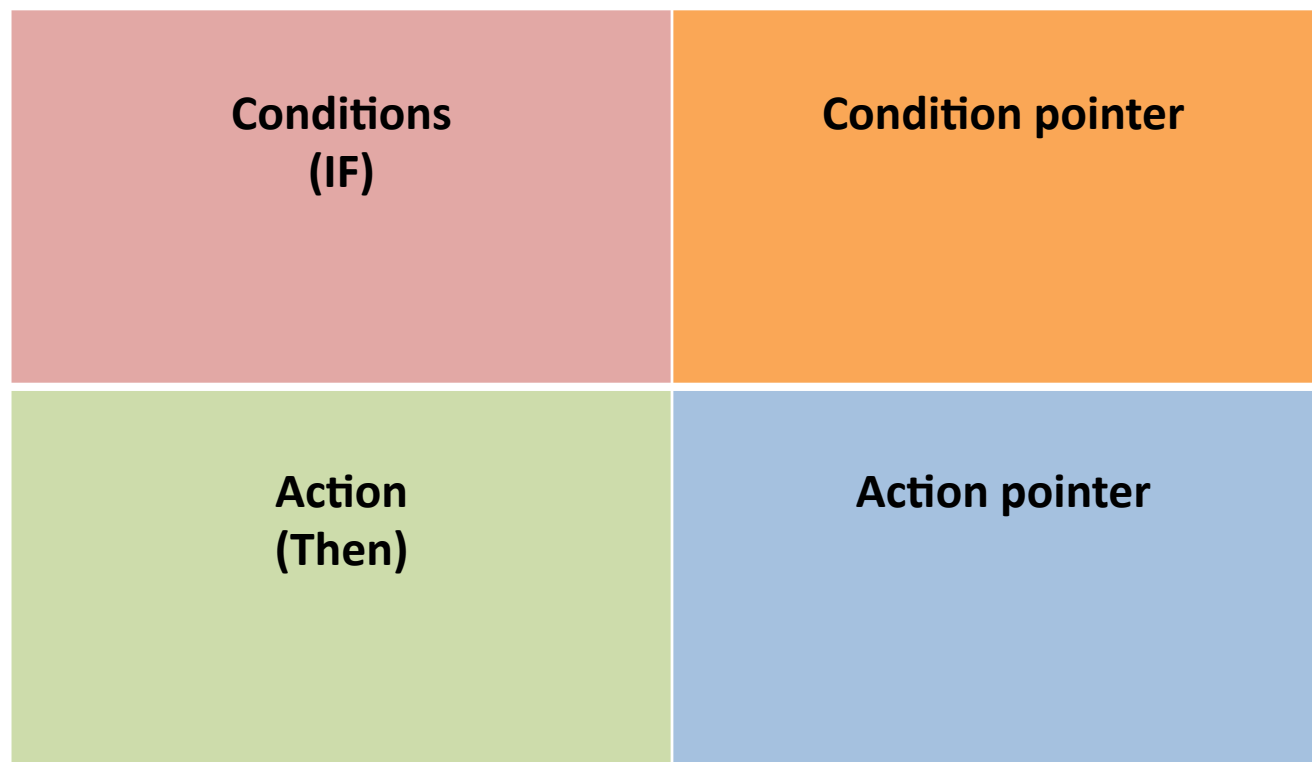 Conditions
(IF)
Condition pointer
Action
(Then)
Action pointer